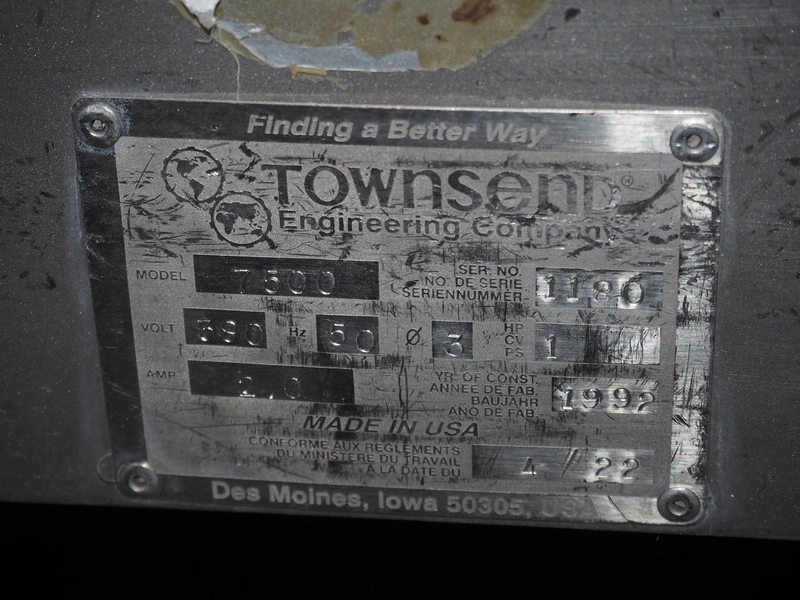 Finding a Better Way
TOWNSEND®
Engineering Company
MODEL 7500
SER. NO.
NO. DE SERIE
SERIENNUMMER 1180
VOLT 380 Hz 50 Ø 3
HP
CV
PS 1
AMP 2.0
YR. OF CONST.
ANNEE DE FAB.
BAUJAHR
ANO DE FAB. 1992
MADE IN USA
CONFORME AUX REGLEMENTS
DU MINISTERE DU TRAVAIL
A LA DATE DU 4 / 22
Des Moines, Iowa 50305, USA